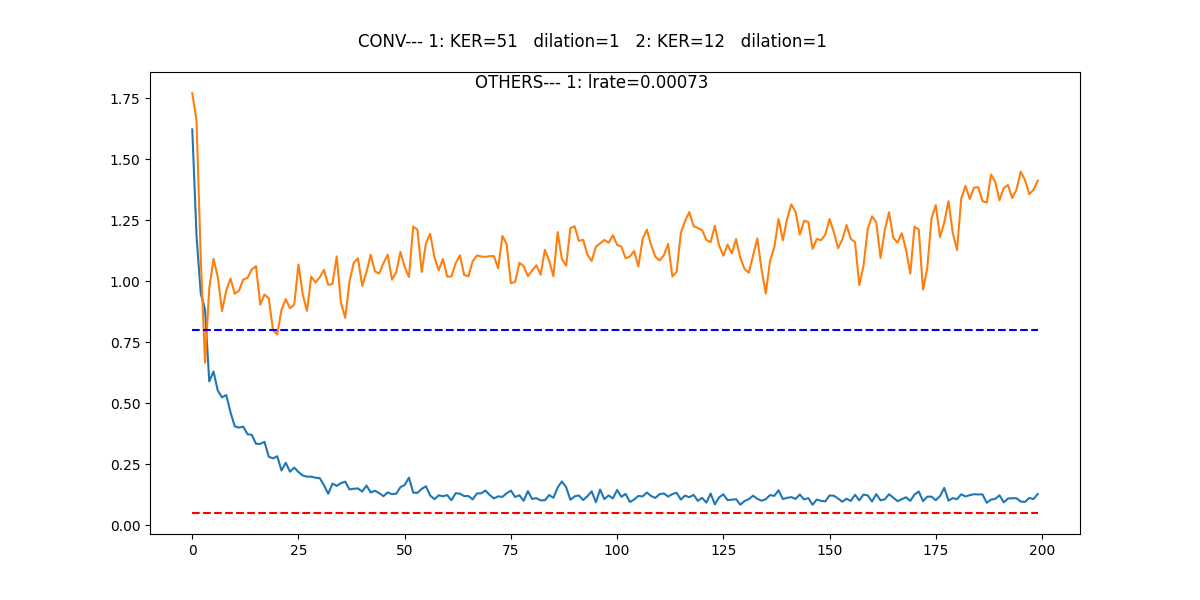 CONV--- 1: KER=51   dilation=1   2: KER=12   dilation=1
OTHERS--- 1: lrate=0.00073
1.75
1.50
1.25
1.00
0.75
0.50
0.25
0.00
0 25 50 75 100 125 150 175 200